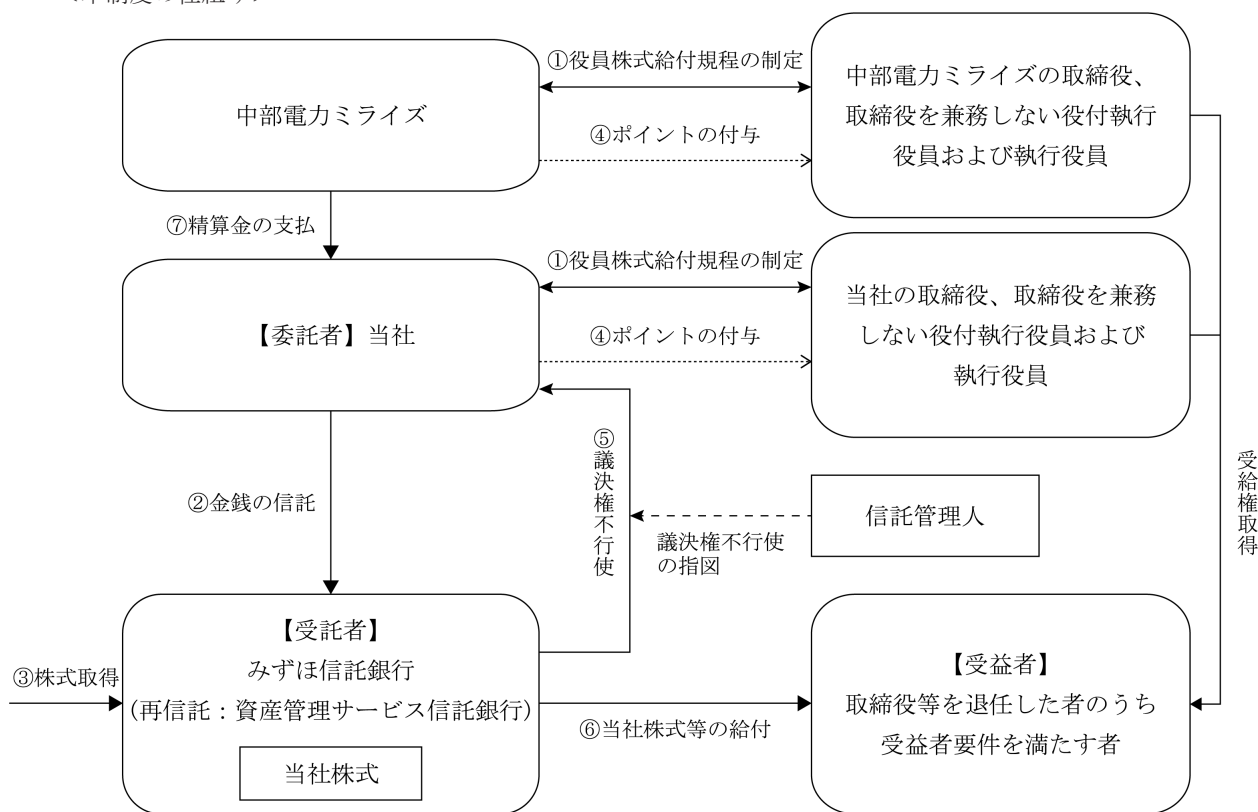 中部電力ミライズ
①役員株式給付規程の制定
④ポイントの付与
中部電力ミライズの取締役、
取締役を兼務しない役付執行
役員および執行役員
⑦精算金の支払
【委託者】当社
①役員株式給付規程の制定
④ポイントの付与
当社の取締役、取締役を兼務
しない役付執行役員および
執行役員
②金銭の信託
⑤議決権不行使
議決権不行使
の指図
信託管理人
受給権取得
③株式取得
【受託者】
みずほ信託銀行
(再信託：資産管理サービス信託銀行)
当社株式
⑥当社株式等の給付
【受益者】
取締役等を退任した者のうち
受益者要件を満たす者